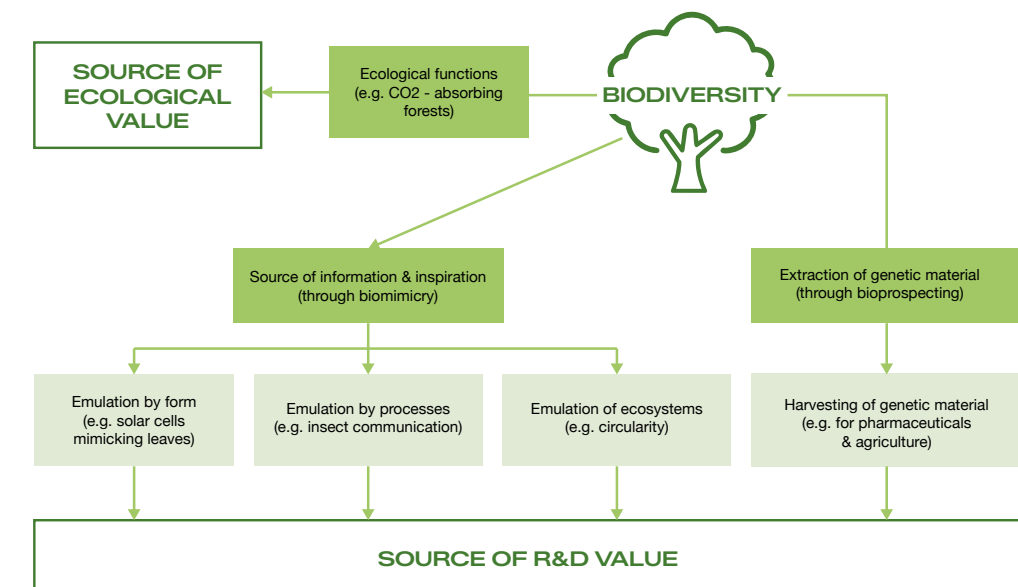 SOURCE OF
ECOLOGICAL
VALUE
Ecological functions
(e.g. CO2 - absorbing
forests)
BIODIVERSITY
Source of information & inspiration
(through biomimicry)
Extraction of genetic material
(through bioprospecting)
Emulation by form
(e.g. solar cells
mimicking leaves)
Emulation by processes
(e.g. insect communication)
Emulation of ecosystems
(e.g. circularity)
Harvesting of genetic material
(e.g. for pharmaceuticals
& agriculture)
SOURCE OF R&D VALUE